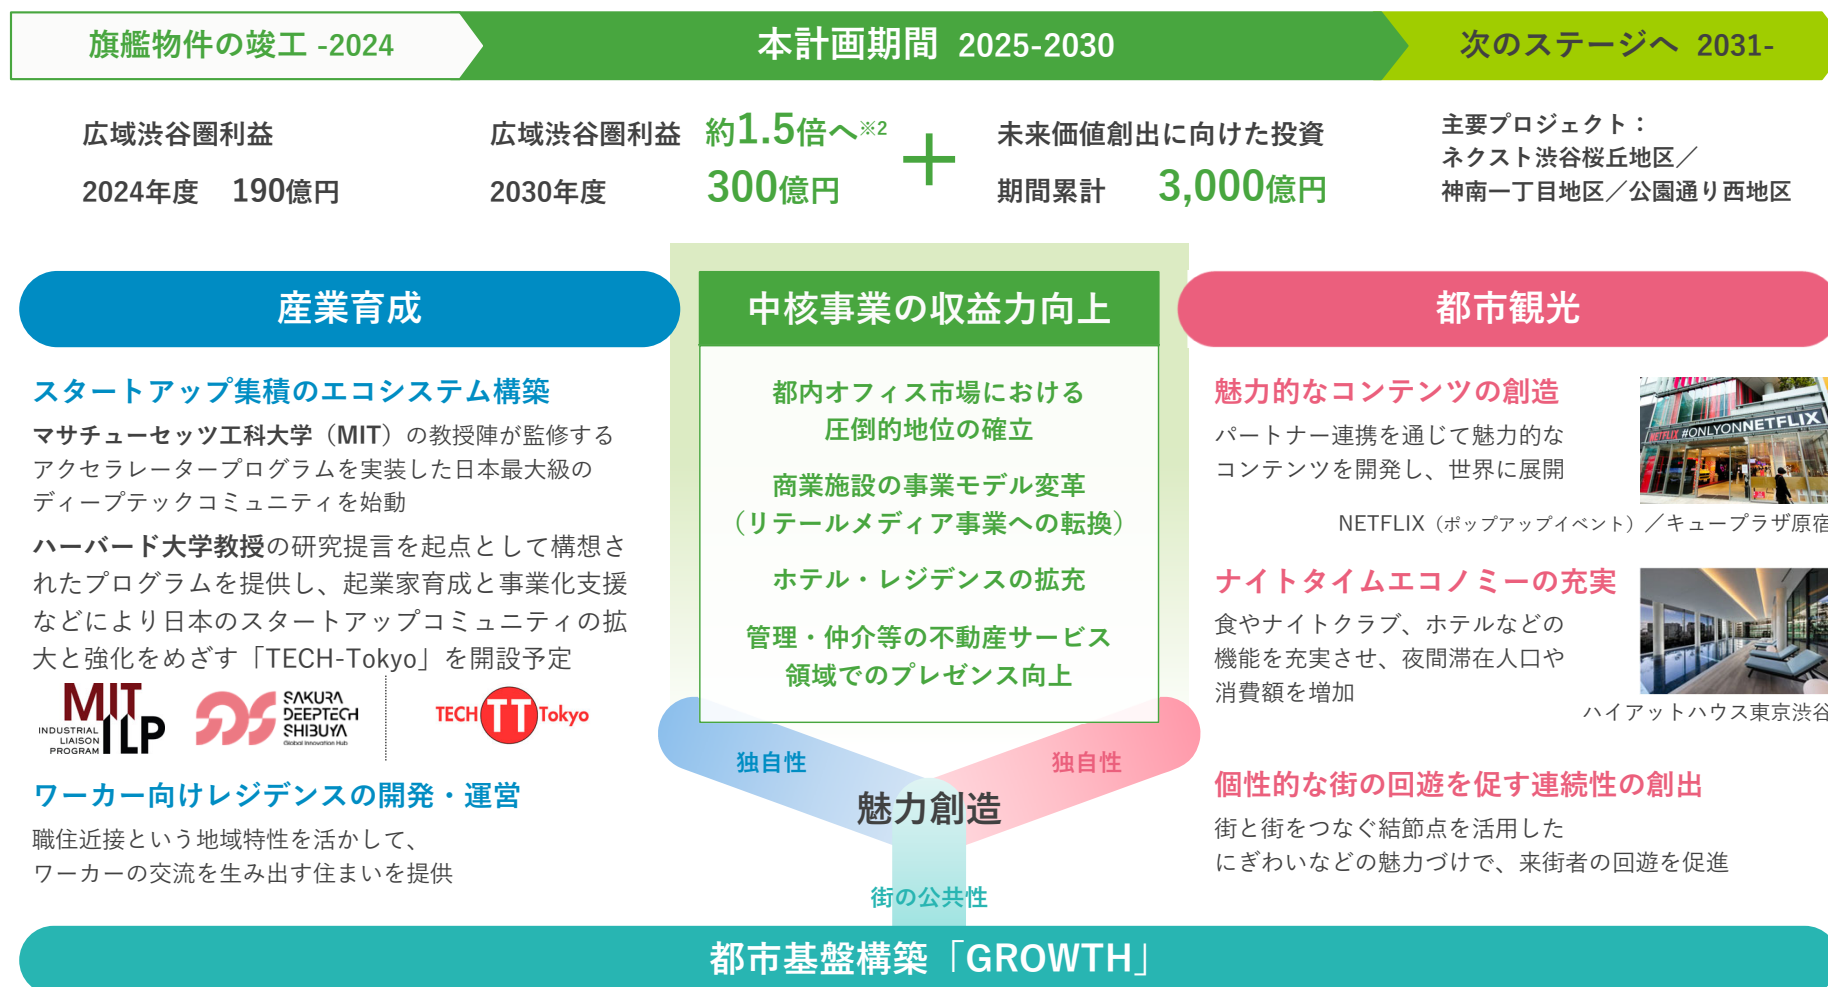 旗艦物件の竣工 -2024
本計画期間 2025-2030
次のステージへ 2031-
広域渋谷圏利益
2024年度 190億円
広域渋谷圏利益 約1.5倍へ※2
2030年度 300億円
＋
未来価値創出に向けた投資
期間累計 3,000億円
主要プロジェクト：
ネクスト渋谷桜丘地区／
神南一丁目地区／公園通り西地区
産業育成
スタートアップ集積のエコシステム構築
マサチューセッツ工科大学（MIT）の教授陣が監修する
アクセラレータープログラムを実装した日本最大級の
ディープテックコミュニティを始動
ハーバード大学教授の研究提言を起点として構想さ
れたプログラムを提供し、起業家育成と事業化支援
などにより日本のスタートアップコミュニティの拡
大と強化をめざす「TECH-Tokyo」を開設予定
MIT
INDUSTRIAL
LIAISON
PROGRAM
ILP
SDS
SAKURA
DEEPTECH
SHIBUYA
Global Innovation Hub
TECH TT Tokyo
ワーカー向けレジデンスの開発・運営
職住近接という地域特性を活かして、
ワーカーの交流を生み出す住まいを提供
中核事業の収益力向上
都内オフィス市場における
圧倒的地位の確立
商業施設の事業モデル変革
（リテールメディア事業への転換）
ホテル・レジデンスの拡充
管理・仲介等の不動産サービス
領域でのプレゼンス向上
独自性
独自性
魅力創造
街の公共性
都市観光
魅力的なコンテンツの創造
パートナー連携を通じて魅力的な
コンテンツを開発し、世界に展開
NETFLIX #ONLYONNETFLIX
NETFLIX（ポップアップイベント）／キュープラザ原宿
ナイトタイムエコノミーの充実
食やナイトクラブ、ホテルなどの
機能を充実させ、夜間滞在人口や
消費額を増加
ハイアットハウス東京渋谷
個性的な街の回遊を促す連続性の創出
街と街をつなぐ結節点を活用した
にぎわいなどの魅力づけで、来街者の回遊を促進
都市基盤構築「GROWTH」